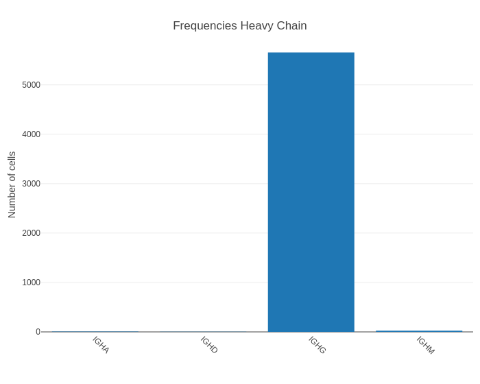 Frequencies Heavy Chain
Number of cells
5000
4000
3000
2000
1000
0
IGHA
IGHD
IGHG
IGHM